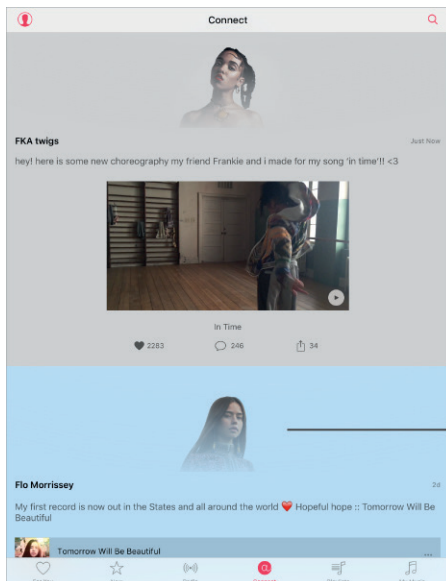 Connect
FKA twigs
Just Now
hey! here is some new choreography my friend Frankie and i made for my song 'in time'!! <3
In Time
2283 246 34
Flo Morrissey
2d
My first record is now out in the States and all around the world ❤️ Hopeful hope :: Tomorrow Will Be
Beautiful
Tomorrow Will Be Beautiful
...
Connect